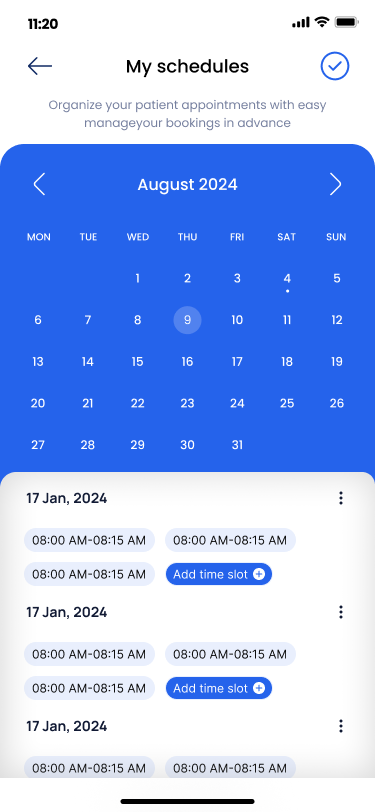 11:20
My schedules
Organize your patient appointments with easy
manageyour bookings in advance
August 2024
MON TUE WED THU FRI SAT SUN
1 2 3 4 5
6 7 8 9 10 11 12
13 14 15 16 17 18 19
20 21 22 23 24 25 26
27 28 29 30 31
17 Jan, 2024
08:00 AM-08:15 AM 08:00 AM-08:15 AM
08:00 AM-08:15 AM Add time slot
17 Jan, 2024
08:00 AM-08:15 AM 08:00 AM-08:15 AM
08:00 AM-08:15 AM Add time slot
17 Jan, 2024
08:00 AM-08:15 AM 08:00 AM-08:15 AM